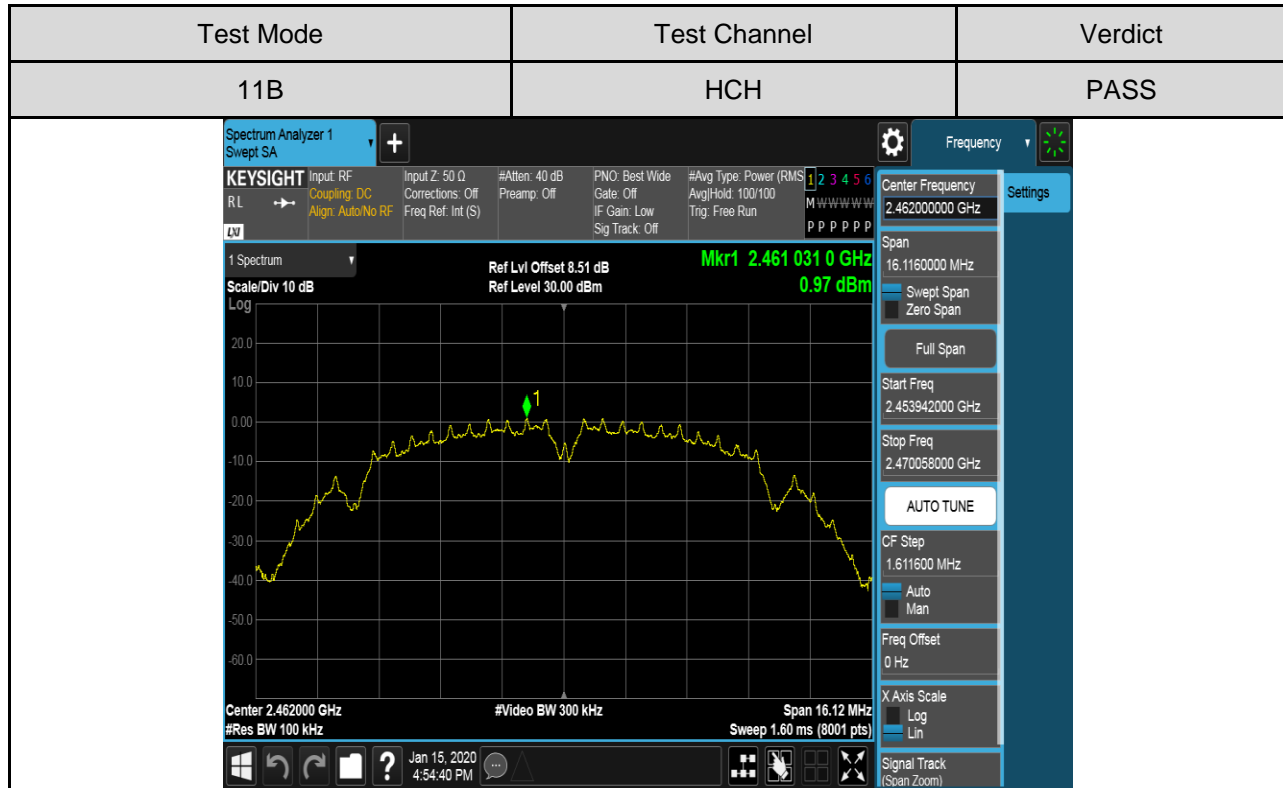 Test Mode Test Channel Verdict
11B HCH PASS
Spectrum Analyzer 1
Swept SA
+
Frequency
KEYSIGHT
R L
LXI
Input: RF
Coupling: DC
Align: Auto/No RF
Input Z: 50 Ω
Corrections: Off
Freq Ref: Int (S)
#Atten: 40 dB
Preamp: Off
PNO: Best Wide
Gate: Off
IF Gain: Low
Sig Track: Off
#Avg Type: Power (RMS
Avg|Hold: 100/100
Trig: Free Run
1 2 3 4 5 6
M W W W W W
P P P P P P
1 Spectrum
Scale/Div 10 dB
Ref Lvl Offset 8.51 dB
Ref Level 30.00 dBm
Mkr1 2.461 031 0 GHz
0.97 dBm
Log
20.0
10.0
0.00
-10.0
-20.0
-30.0
-40.0
-50.0
-60.0
1
Center 2.462000 GHz
#Res BW 100 kHz
#Video BW 300 kHz
Span 16.12 MHz
Sweep 1.60 ms (8001 pts)
Center Frequency
2.462000000 GHz
Settings
Span
16.1160000 MHz
Swept Span
Zero Span
Full Span
Start Freq
2.453942000 GHz
Stop Freq
2.470058000 GHz
AUTO TUNE
CF Step
1.611600 MHz
Auto
Man
Freq Offset
0 Hz
X Axis Scale
Log
Lin
Signal Track
(Span Zoom)
?
Jan 15, 2020
4:54:40 PM